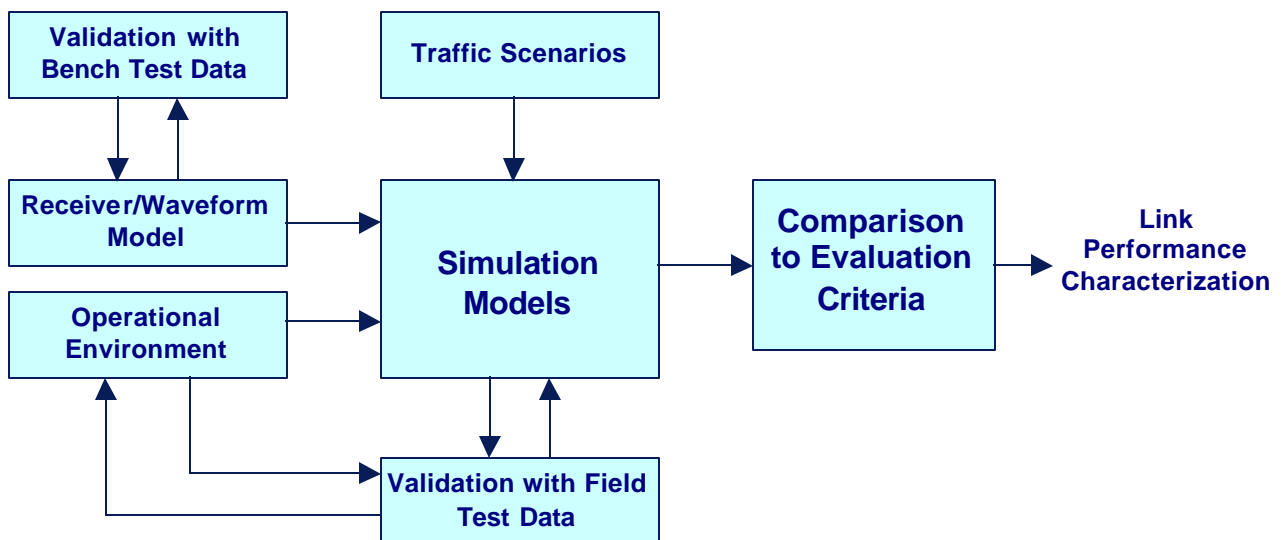 Validation with
Bench Test Data
Traffic Scenarios
Receiver/Waveform
Model
Simulation
Models
Comparison
to Evaluation
Criteria
Link
Performance
Characterization
Operational
Environment
Validation with Field
Test Data